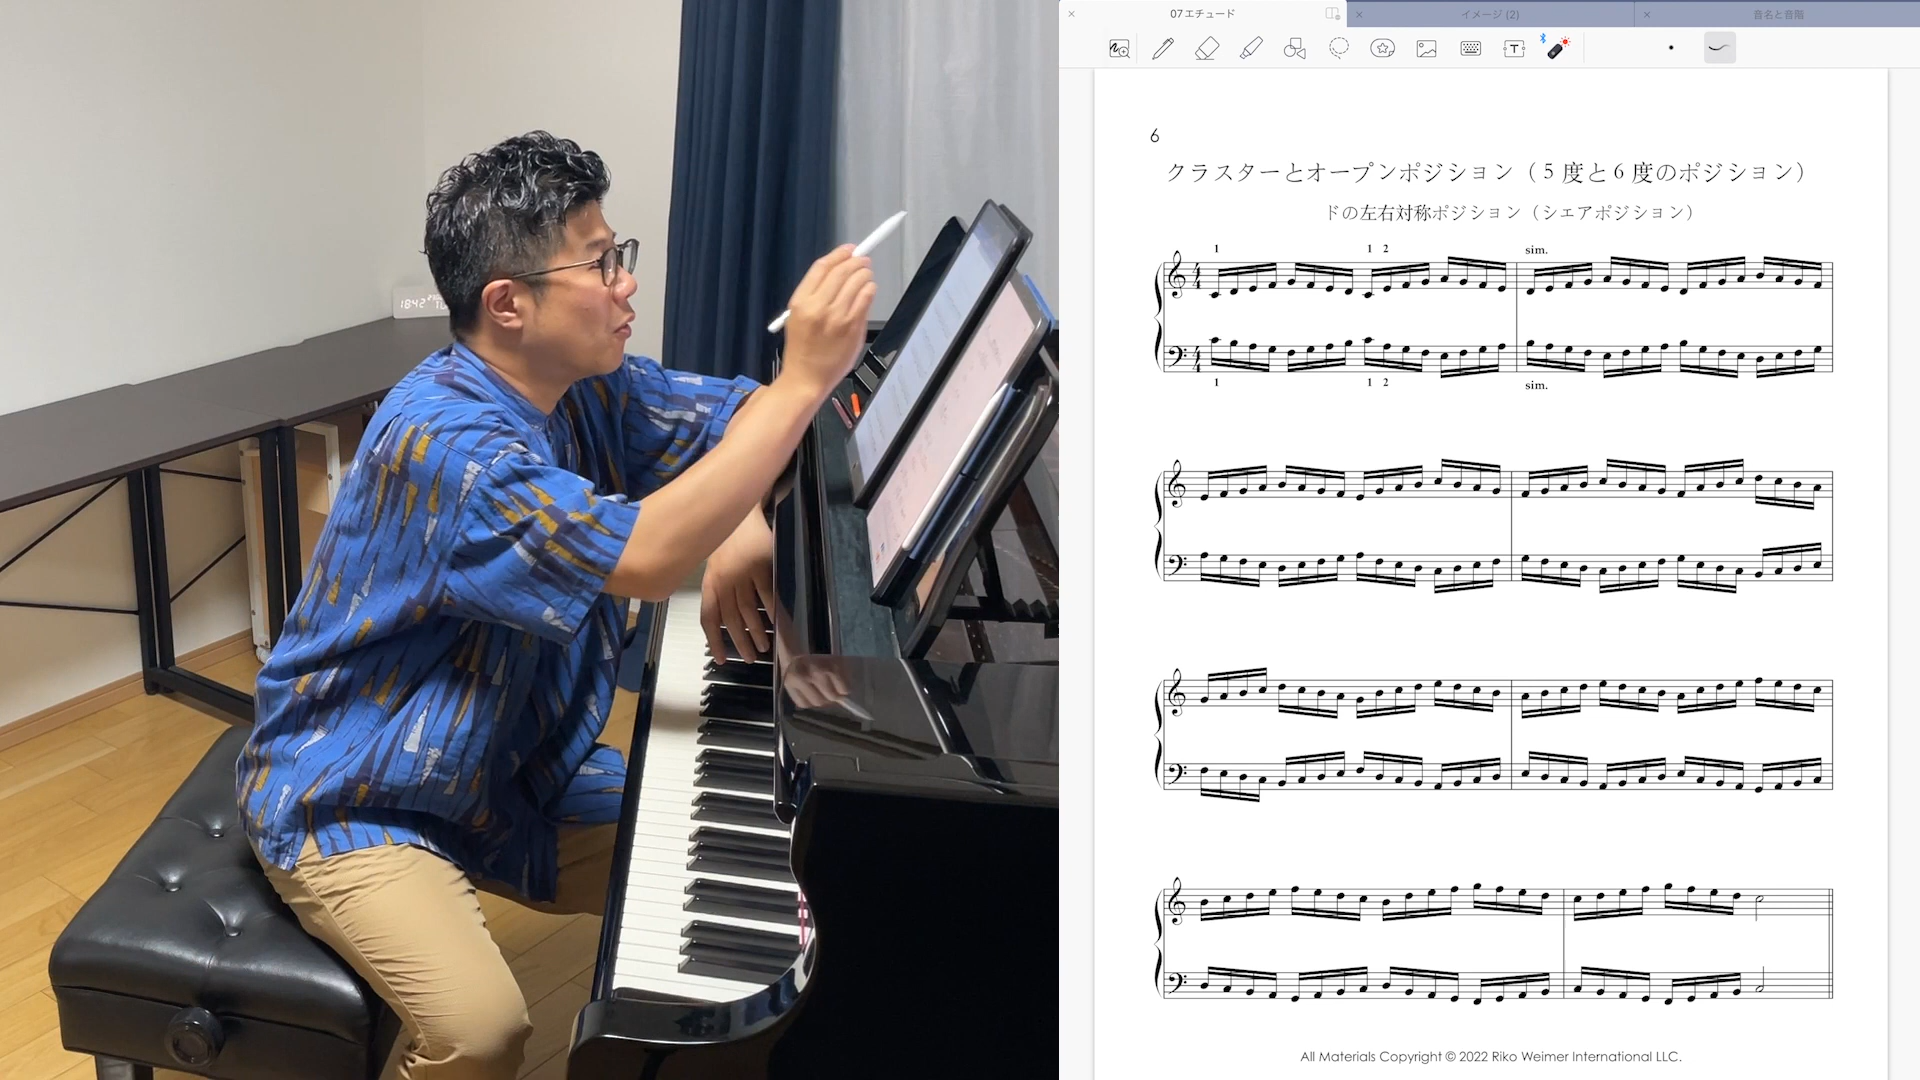 07エチュード
イメージ (2)
音名と音階
T
6
クラスターとオープンポジション（5度と6度のポジション）
ドの左右対称ポジション（シエアポジション）
1 1 2 sim.
1 1 2 sim.
1842
All Materials Copyright © 2022 Riko Weimer International LLC.